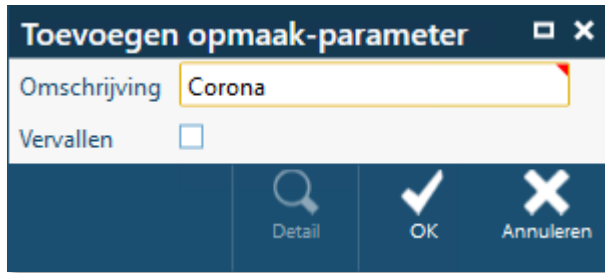 Toevoegen opmaak-parameter
Omschrijving Corona
Vervallen
Detail OK Annuleren